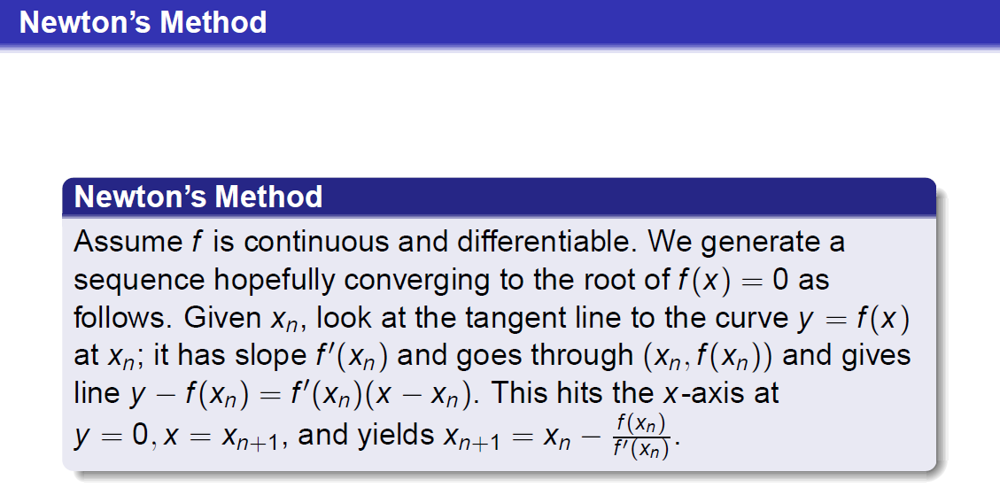 Newton's Method
Newton's Method
Assume f is continuous and differentiable. We generate a
sequence hopefully converging to the root of f(x) = 0 as
follows. Given xₙ, look at the tangent line to the curve y = f(x)
at xₙ; it has slope f′(xₙ) and goes through (xₙ, f(xₙ)) and gives
line y − f(xₙ) = f′(xₙ)(x − xₙ). This hits the x-axis at
y = 0, x = xₙ₊₁, and yields xₙ₊₁ = xₙ − f(xₙ)/f′(xₙ).